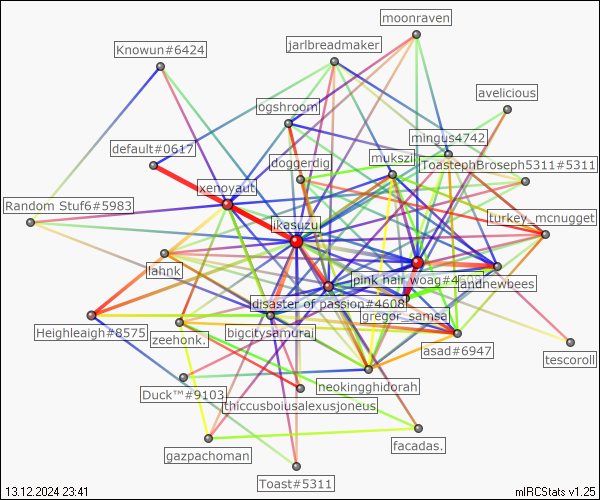 moonraven
Knowun#6424
jarlbreadmaker
avelicious
ogshroom
mingus4742
default#0617
doggerdig
mukszi
ToastephBroseph5311#5311
xenoyaut
Random Stuf6#5983
turkey_mcnugget
ikasuzu
lahnk
pink hair woag#4
landnewbees
disaster of passion#4608
gregor_samsa
Heighleigh#8575
zeehonk.
bigcitysamurai
asad#6947
tescoroll
Duck™#9103
neokingghidorah
thiccusboiusalexusjoneus
facadas.
gazpachoman
Toast#5311
13.12.2024 23:41
mIRCStats v1.25